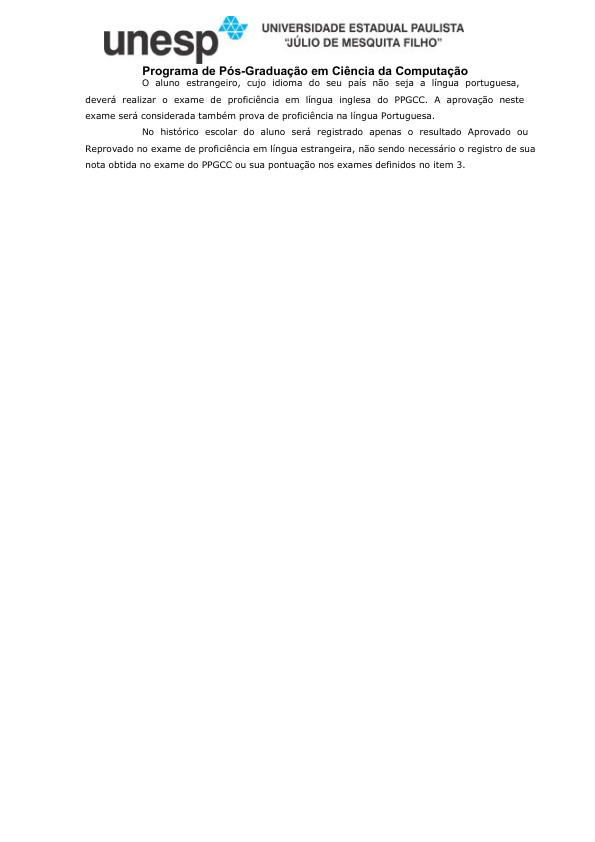 unesp
UNIVERSIDADE ESTADUAL PAULISTA
"JÚLIO DE MESQUITA FILHO"
Programa de Pós-Graduação em Ciência da Computação
O aluno estrangeiro, cujo idioma do seu país não seja a língua portuguesa,
deverá realizar o exame de proficiência em língua inglesa do PPGCC. A aprovação neste
exame será considerada também prova de proficiência na língua Portuguesa.
No histórico escolar do aluno será registrado apenas o resultado Aprovado ou
Reprovado no exame de proficiência em língua estrangeira, não sendo necessário o registro de sua
nota obtida no exame do PPGCC ou sua pontuação nos exames definidos no item 3.